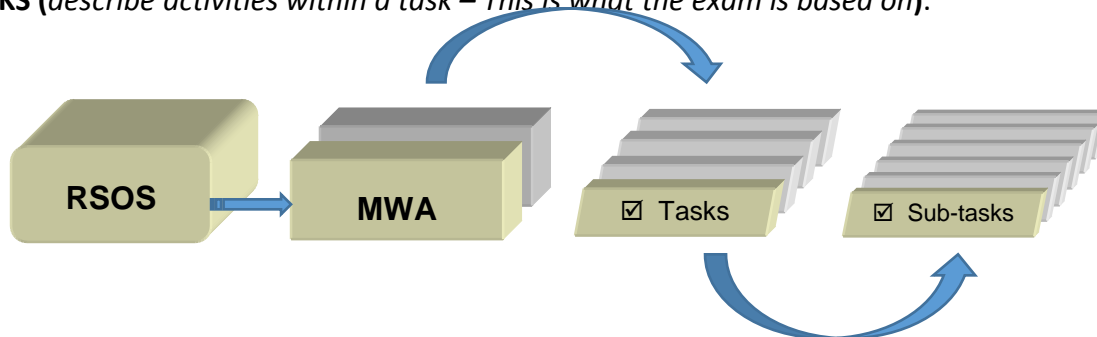 KS (describe activities within a task – This is what the exam is based on).
RSOS
MWA
☑ Tasks
☑ Sub-tasks